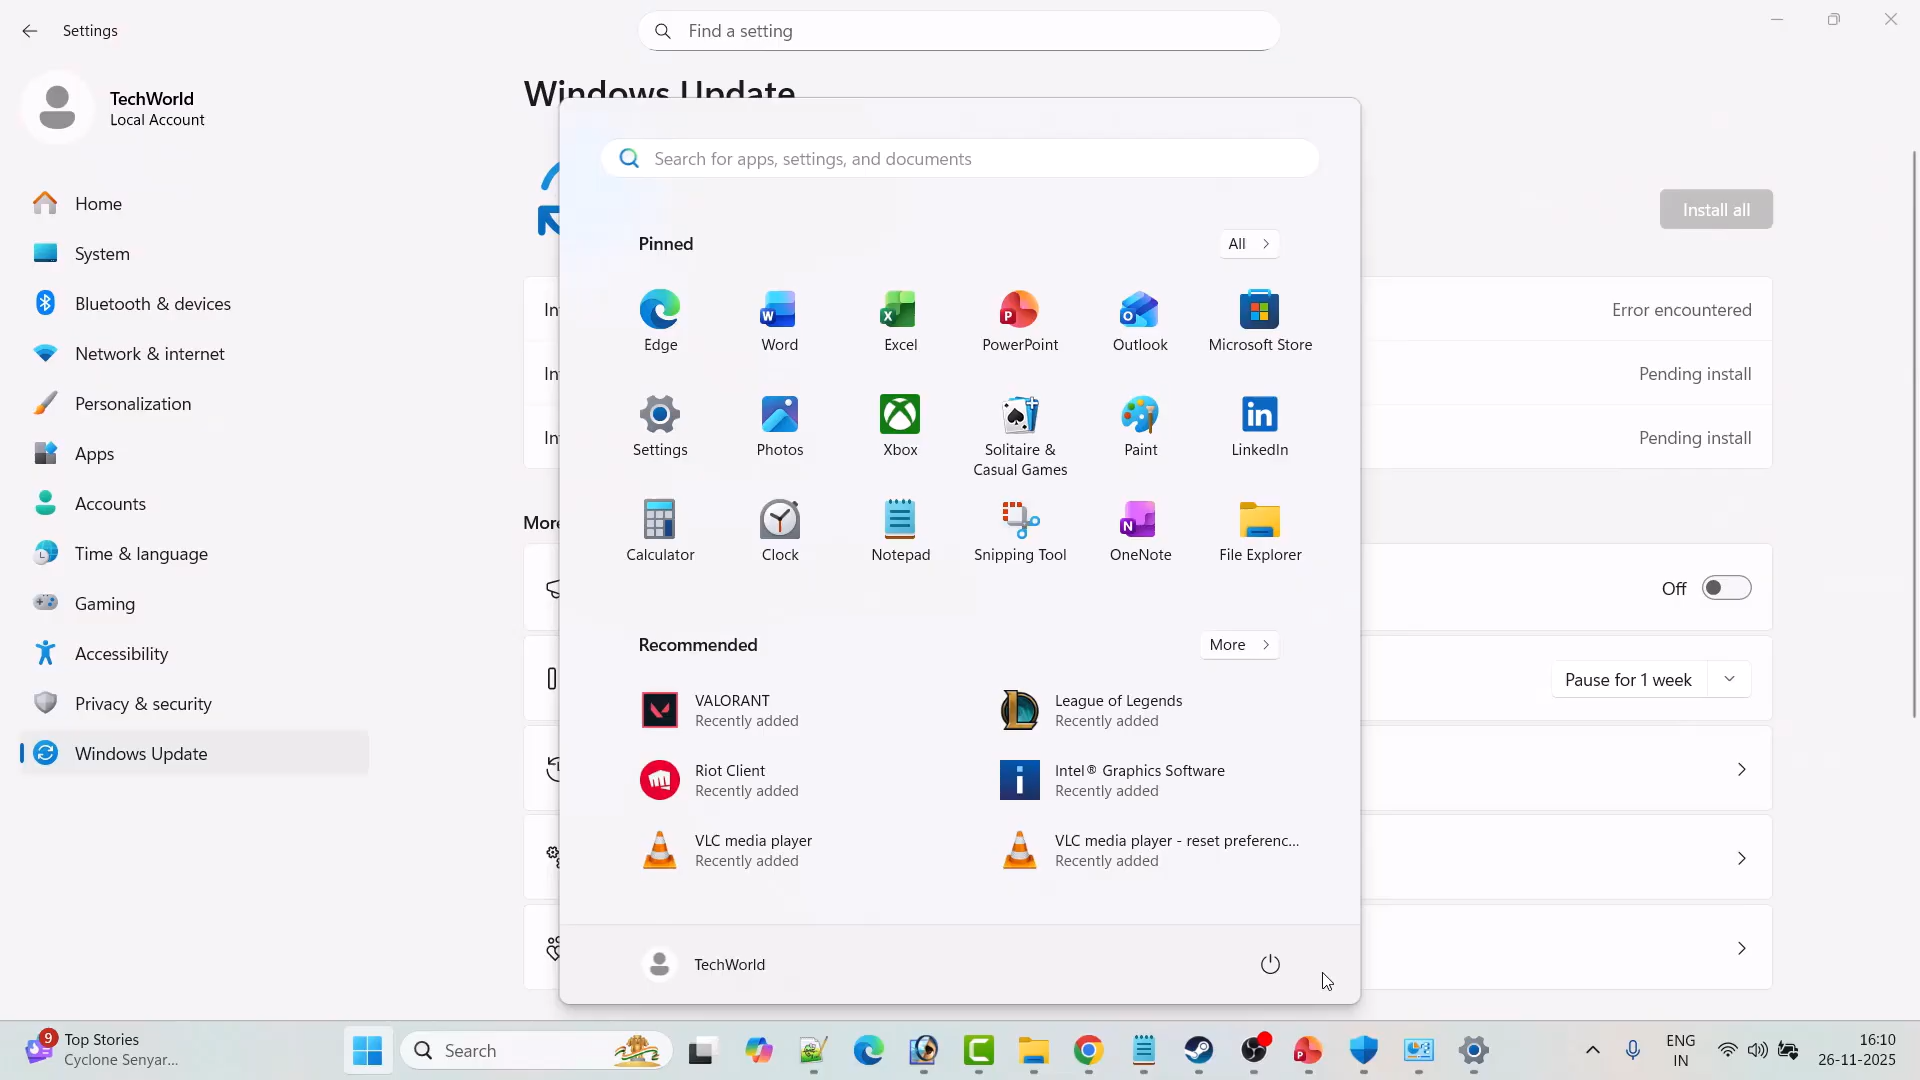 Settings
Find a setting
TechWorld
Local Account
Home
System
Bluetooth & devices
Network & internet
Personalization
Apps
Accounts
Time & language
Gaming
Accessibility
Privacy & security
Windows Update
Windows Update
Install all
Error encountered
Pending install
Pending install
Off
Pause for 1 week
Search for apps, settings, and documents
Pinned
All
Edge
Word
Excel
PowerPoint
Outlook
Microsoft Store
Settings
Photos
Xbox
Solitaire &
Casual Games
Paint
LinkedIn
Calculator
Clock
Notepad
Snipping Tool
OneNote
File Explorer
Recommended
More
VALORANT
Recently added
League of Legends
Recently added
Riot Client
Recently added
Intel® Graphics Software
Recently added
VLC media player
Recently added
VLC media player - reset preferenc...
Recently added
TechWorld
9
Top Stories
Cyclone Senyar...
Search
ENG
IN
16:10
26-11-2025